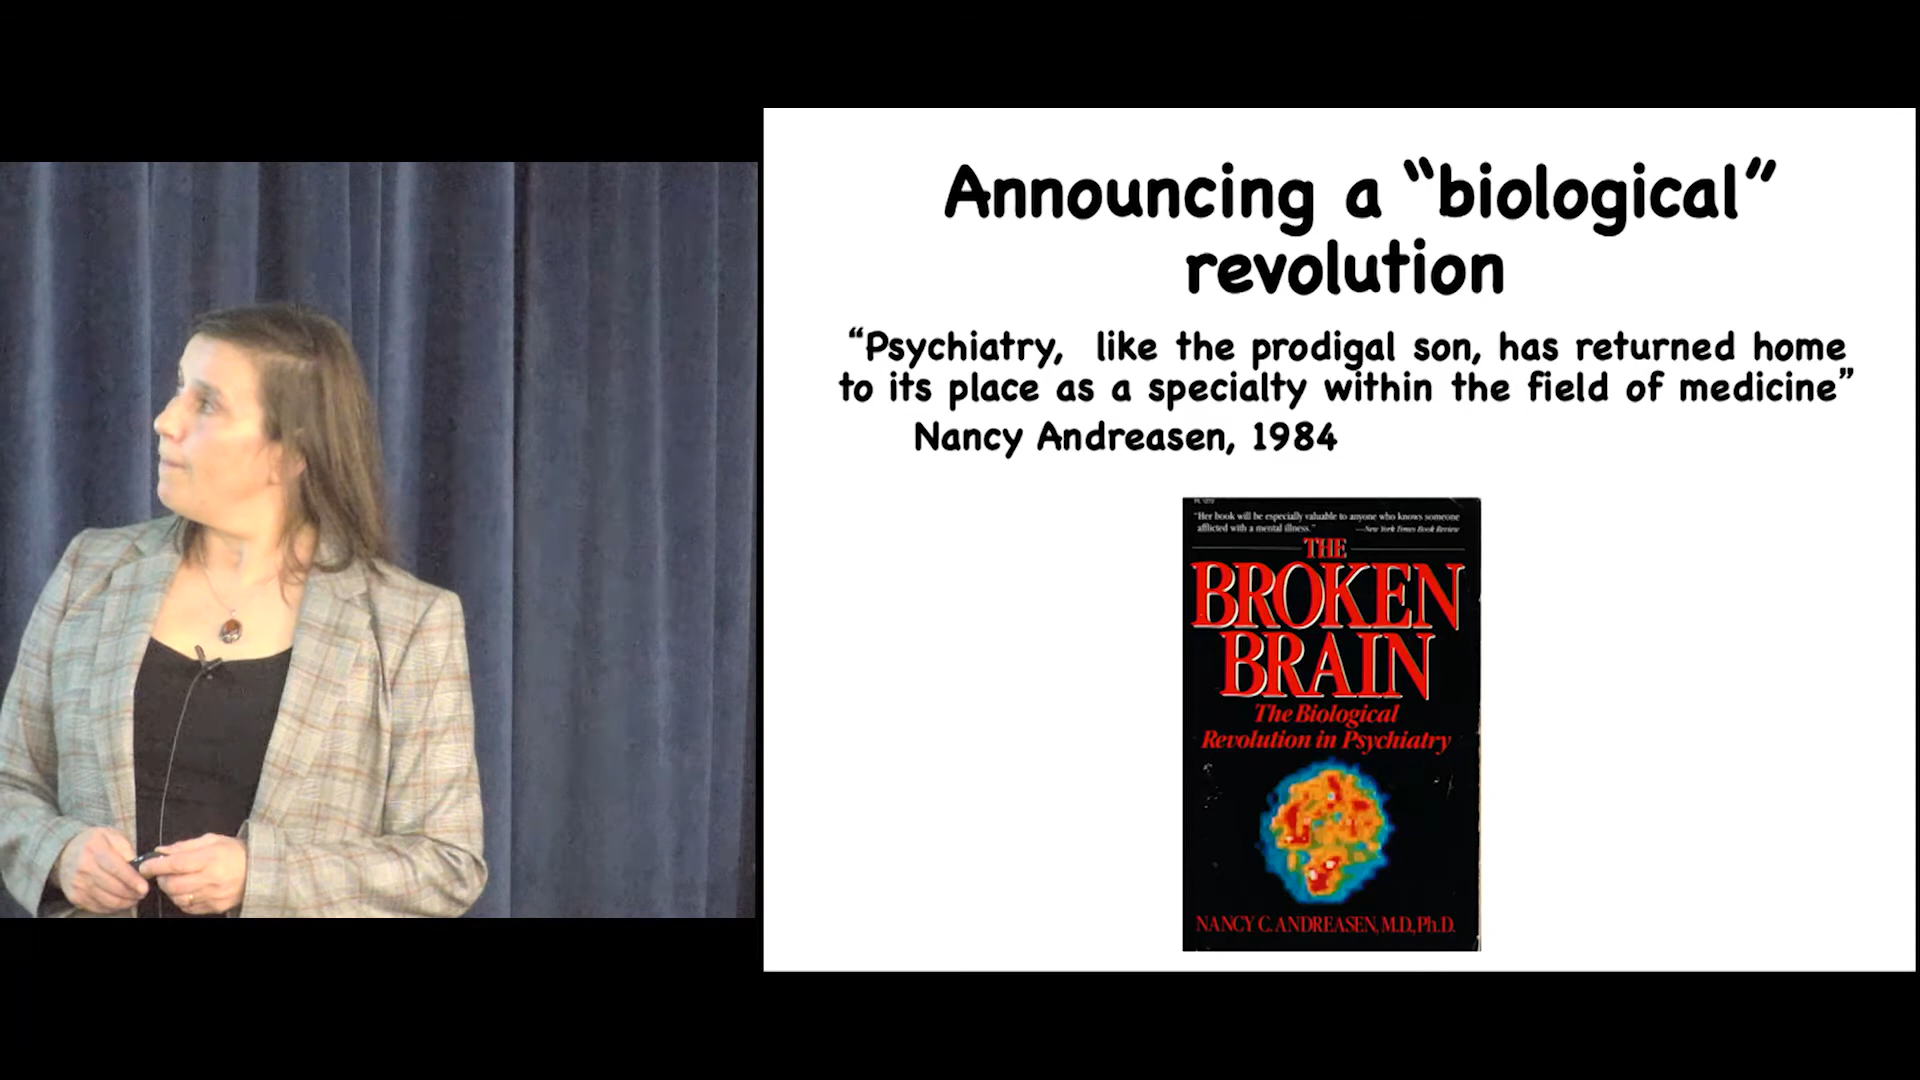 Announcing a “biological”
revolution
“Psychiatry, like the prodigal son, has returned home
to its place as a specialty within the field of medicine”
Nancy Andreasen, 1984
"Her book will be especially valuable to anyone who knows someone
afflicted with a mental illness."
—New York Times Book Review
THE
BROKEN
BRAIN
The Biological
Revolution in Psychiatry
NANCY C. ANDREASEN, M.D., Ph.D.